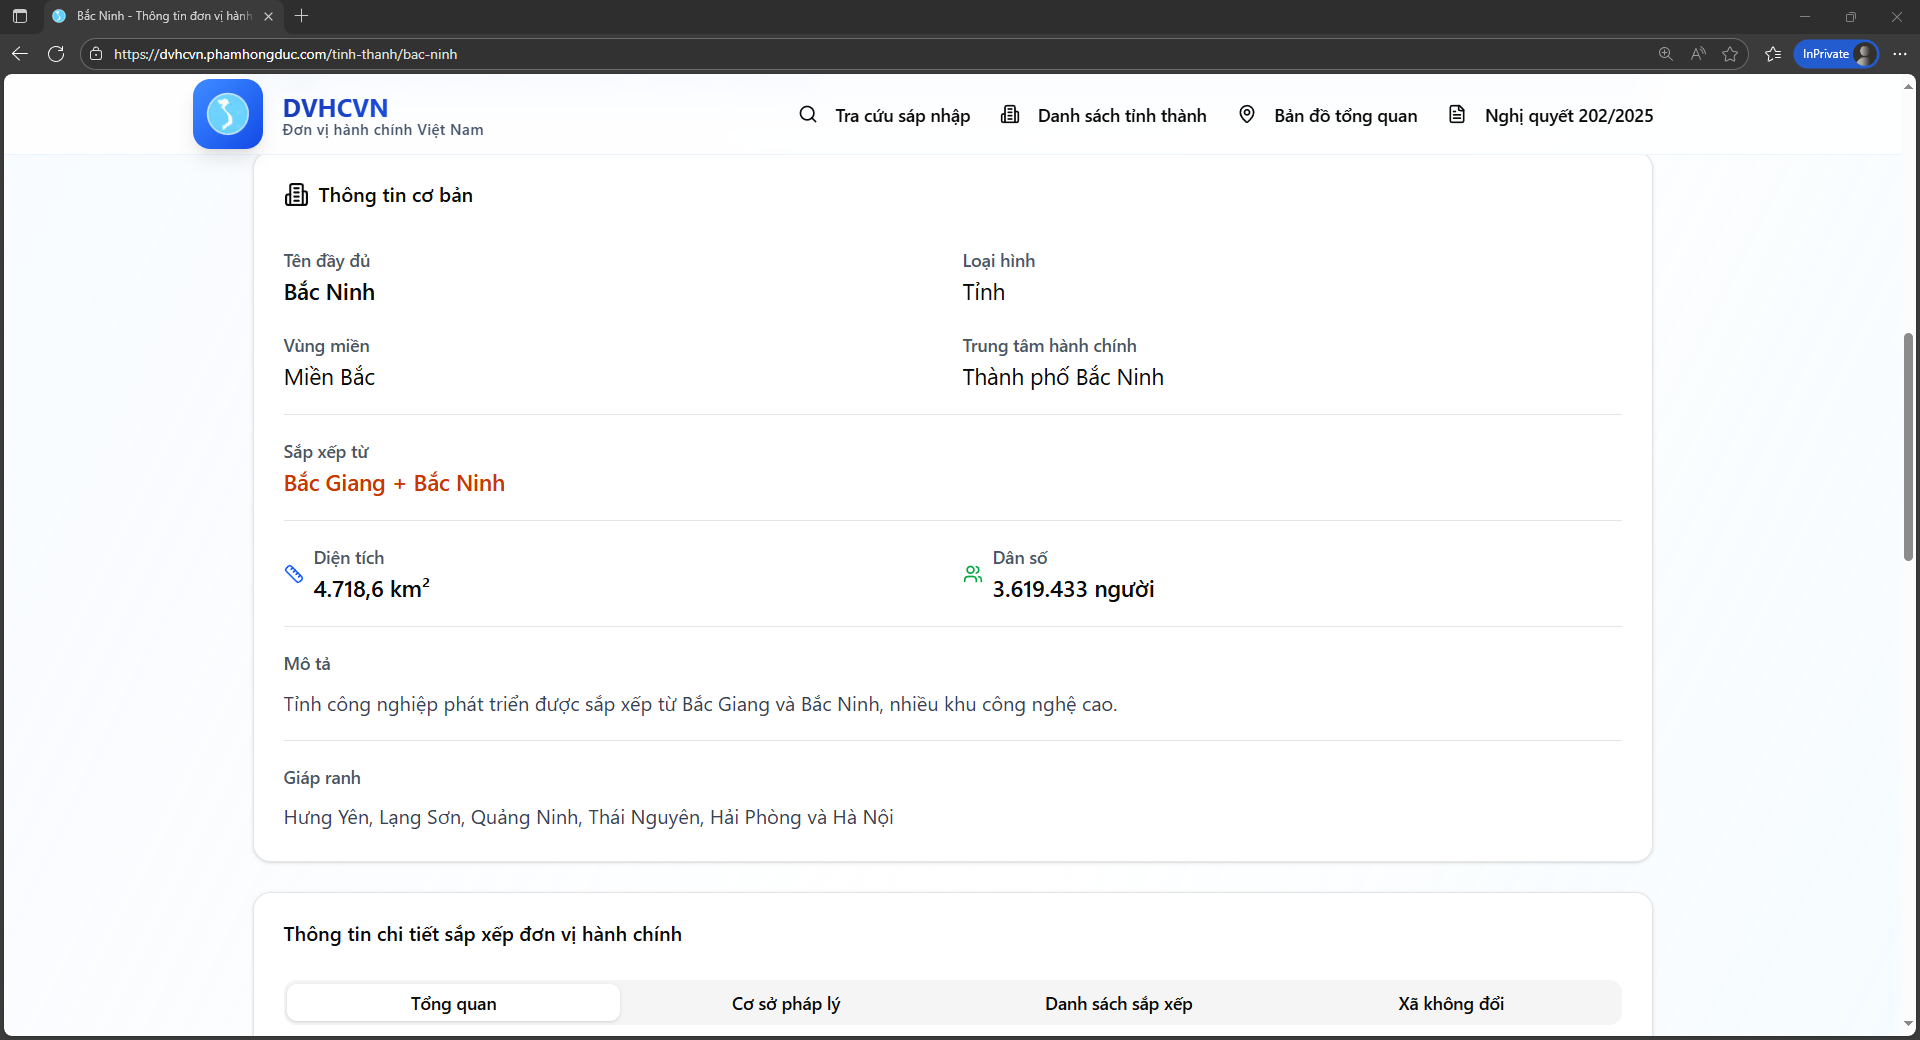 Bắc Ninh - Thông tin đơn vị hành
https://dvhcvn.phamhongduc.com/tinh-thanh/bac-ninh
InPrivate
DVHCVN
Đơn vị hành chính Việt Nam
Tra cứu sáp nhập
Danh sách tỉnh thành
Bản đồ tổng quan
Nghị quyết 202/2025
Thông tin cơ bản
Tên đầy đủ
Bắc Ninh
Loại hình
Tỉnh
Vùng miền
Miền Bắc
Trung tâm hành chính
Thành phố Bắc Ninh
Sắp xếp từ
Bắc Giang + Bắc Ninh
Diện tích
4.718,6 km²
Dân số
3.619.433 người
Mô tả
Tỉnh công nghiệp phát triển được sắp xếp từ Bắc Giang và Bắc Ninh, nhiều khu công nghệ cao.
Giáp ranh
Hưng Yên, Lạng Sơn, Quảng Ninh, Thái Nguyên, Hải Phòng và Hà Nội
Thông tin chi tiết sắp xếp đơn vị hành chính
Tổng quan
Cơ sở pháp lý
Danh sách sắp xếp
Xã không đổi